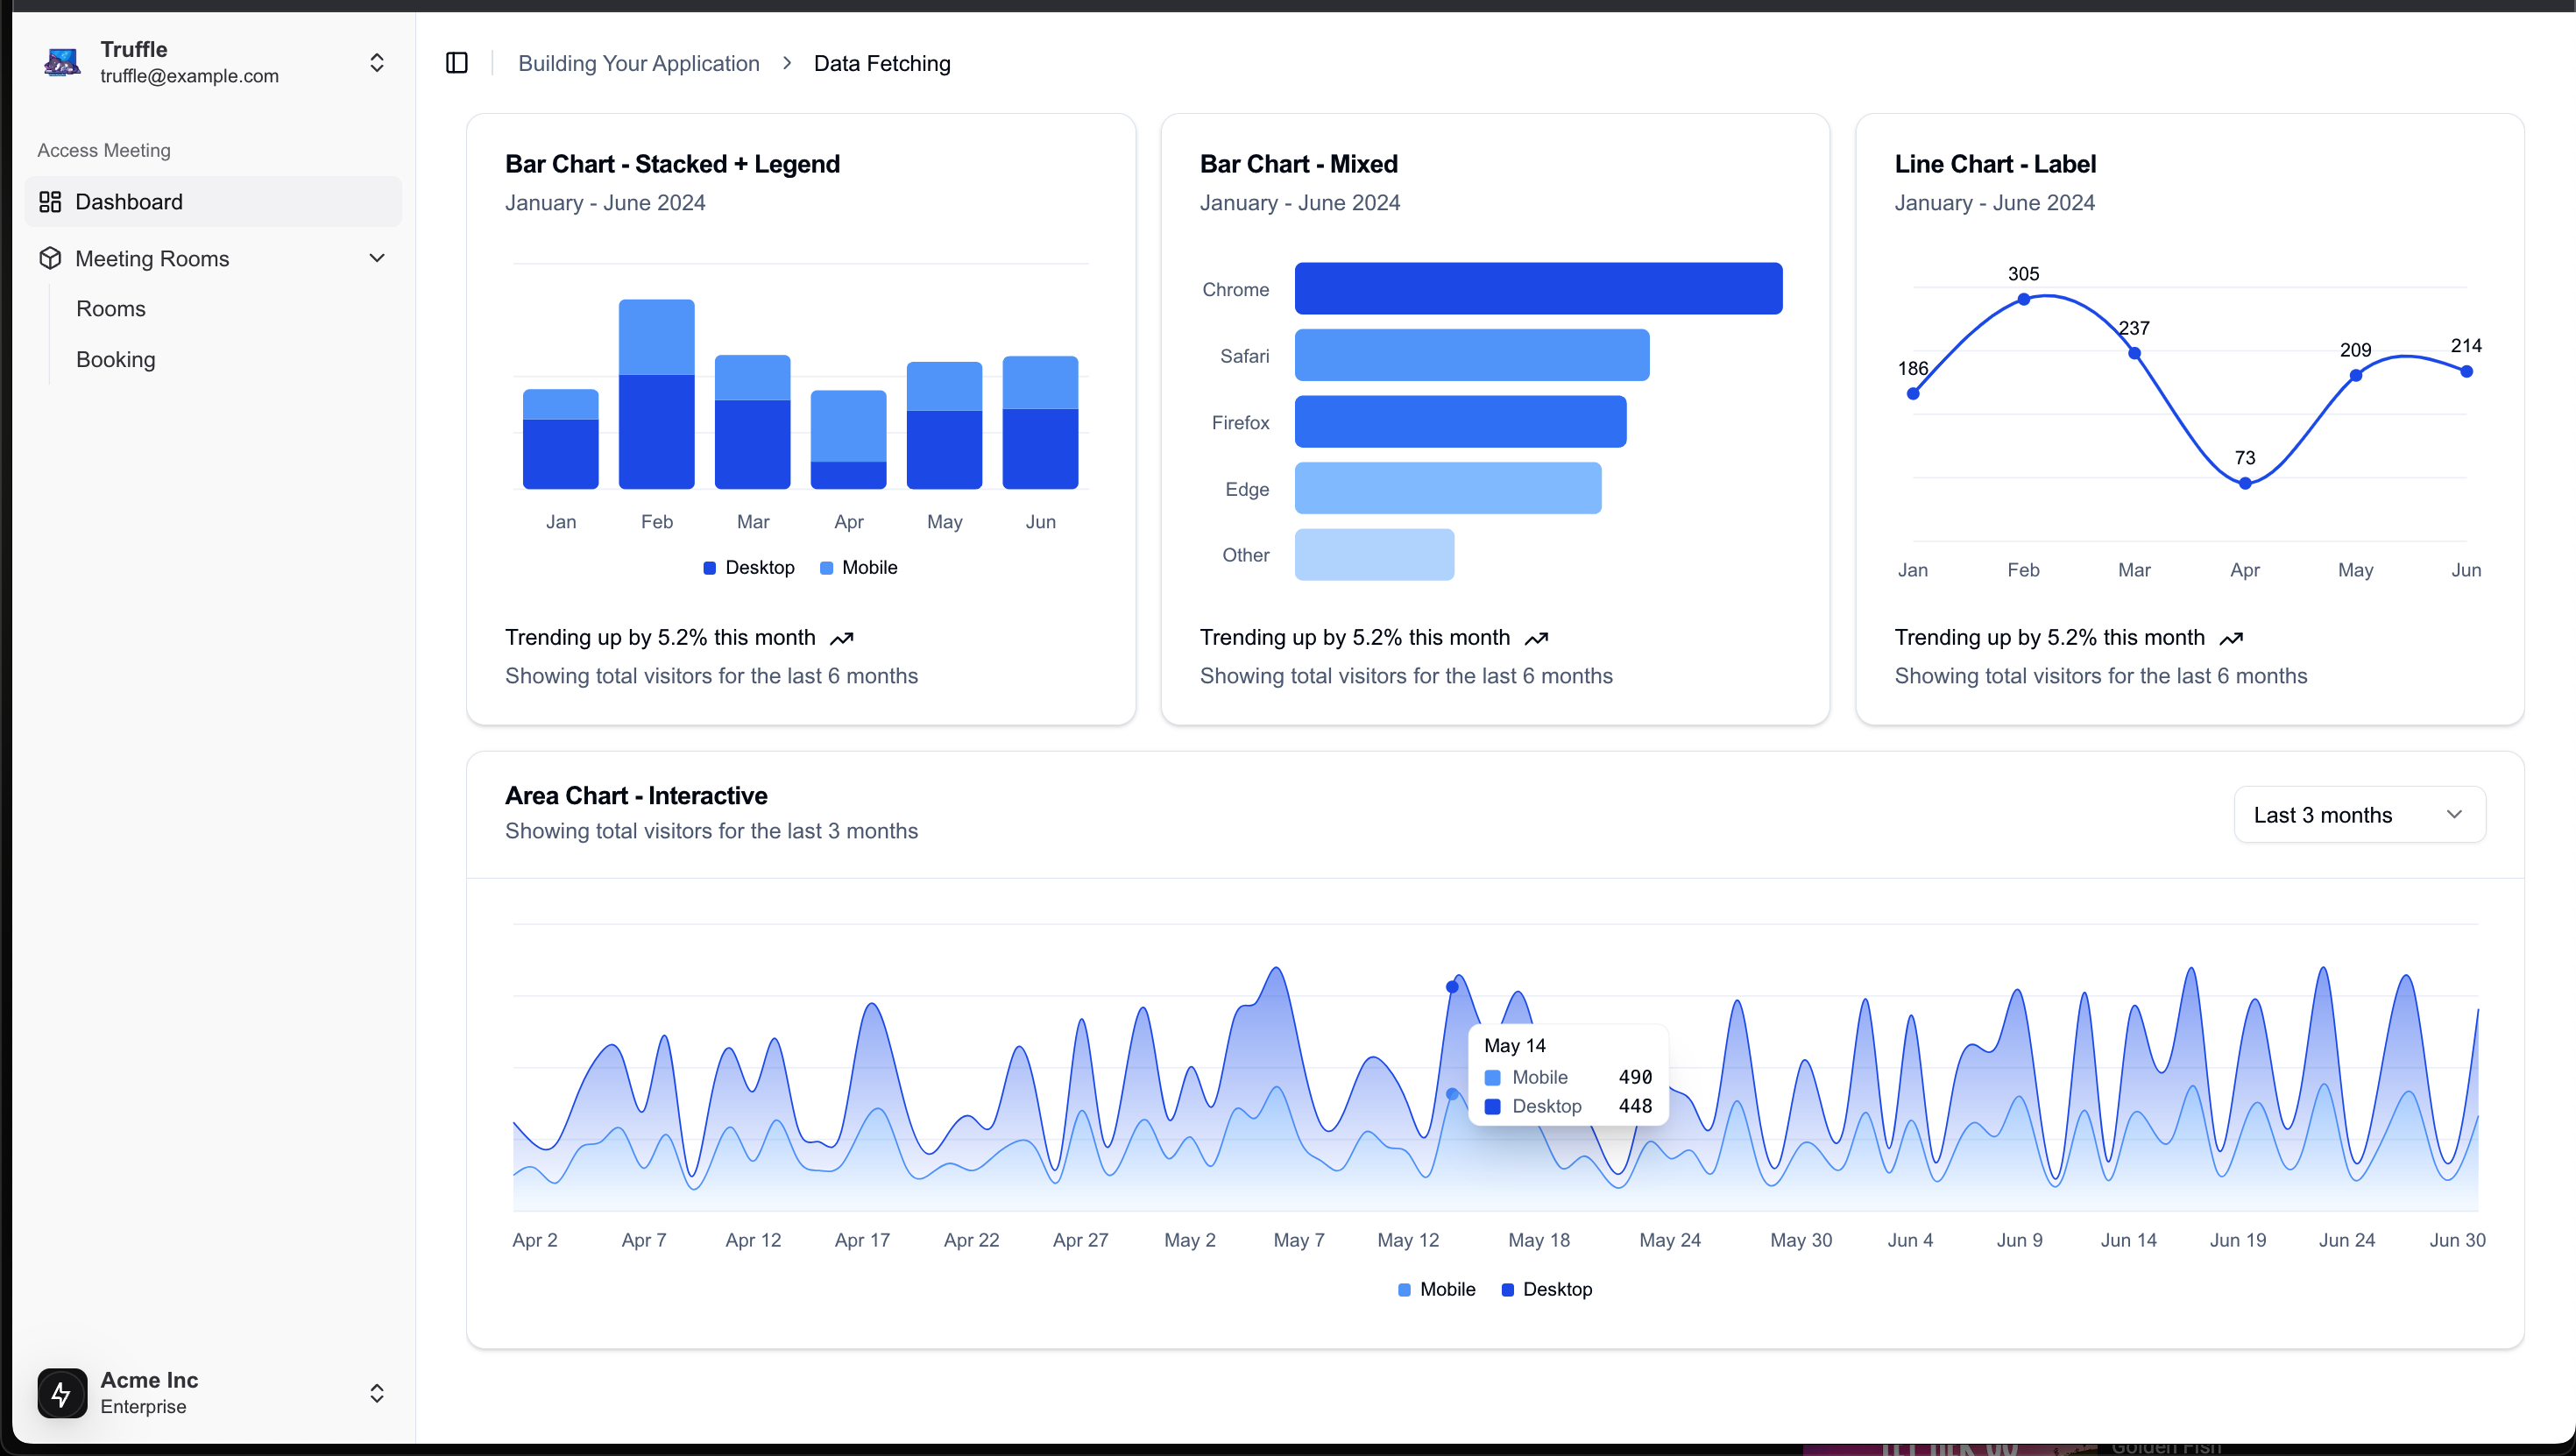 Truffle
truffle@example.com
Access Meeting
Dashboard
Meeting Rooms
Rooms
Booking
Acme Inc
Enterprise
Building Your Application > Data Fetching
Bar Chart - Stacked + Legend
January - June 2024
Jan Feb Mar Apr May Jun
Desktop Mobile
Trending up by 5.2% this month
Showing total visitors for the last 6 months
Bar Chart - Mixed
January - June 2024
Chrome
Safari
Firefox
Edge
Other
Trending up by 5.2% this month
Showing total visitors for the last 6 months
Line Chart - Label
January - June 2024
186 305 237 73 209 214
Jan Feb Mar Apr May Jun
Trending up by 5.2% this month
Showing total visitors for the last 6 months
Area Chart - Interactive
Showing total visitors for the last 3 months
Last 3 months
May 14
Mobile 490
Desktop 448
Apr 2 Apr 7 Apr 12 Apr 17 Apr 22 Apr 27 May 2 May 7 May 12 May 18 May 24 May 30 Jun 4 Jun 9 Jun 14 Jun 19 Jun 24 Jun 30
Mobile Desktop
Golden Fish